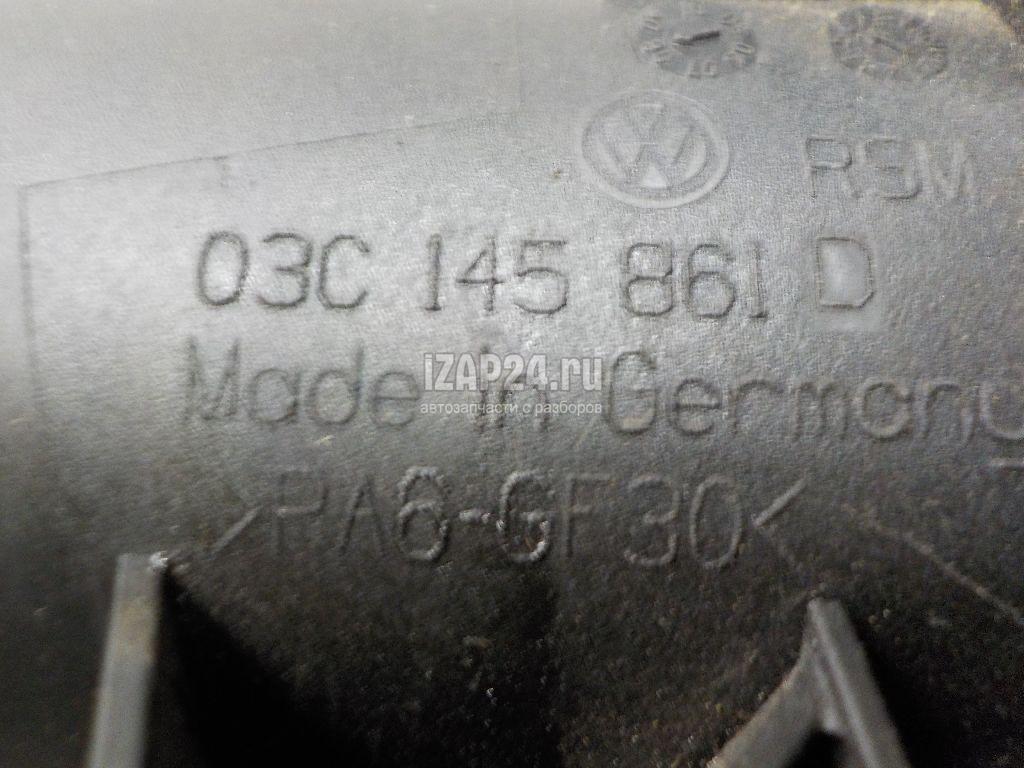 RSM
03C 145 861 D
Made in Germany
iZAP24.ru
автозапчасти с разборов
>PA6-GF30<